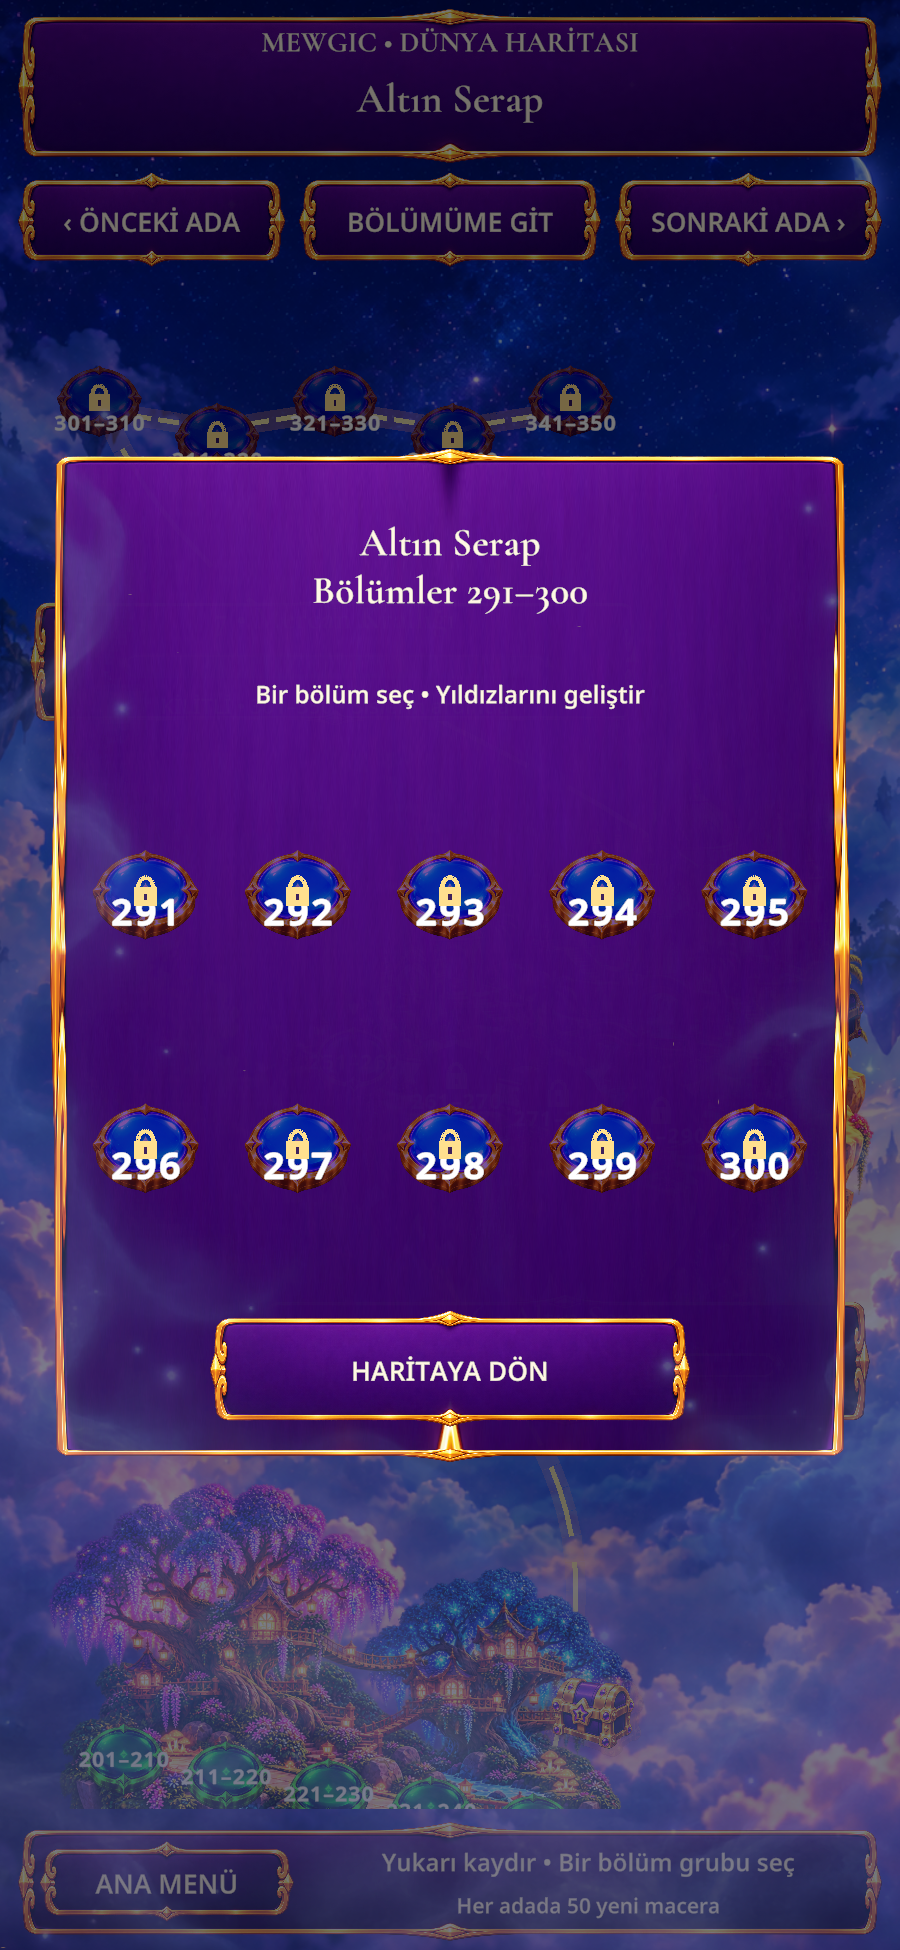 MEWGIC • DÜNYA HARİTASI
Altın Serap
‹ ÖNCEKİ ADA
BÖLÜMÜME GİT
SONRAKİ ADA ›
301–310
321–330
341–350
Altın Serap
Bölümler 291–300
Bir bölüm seç • Yıldızlarını geliştir
291 292 293 294 295
296 297 298 299 300
HARİTAYA DÖN
201–210
211–220
221–230
ANA MENÜ
Yukarı kaydır • Bir bölüm grubu seç
Her adada 50 yeni macera